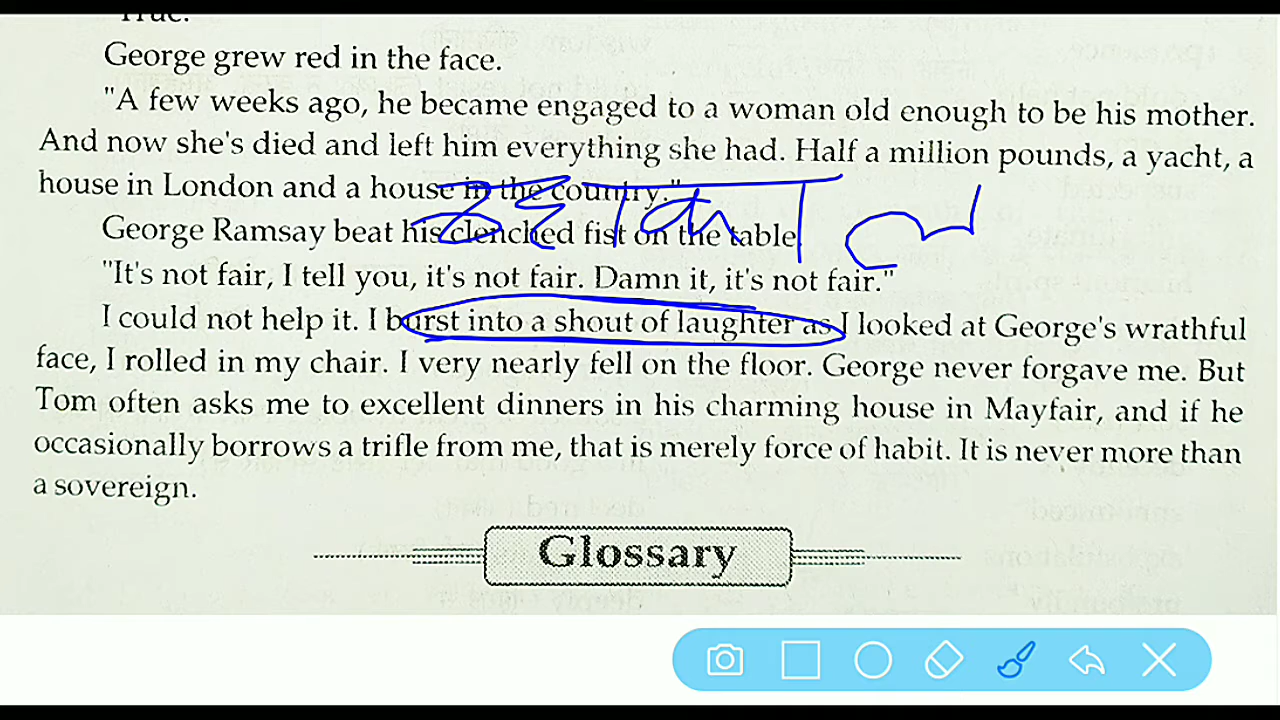 "True.
George grew red in the face.
"A few weeks ago, he became engaged to a woman old enough to be his mother.
And now she's died and left him everything she had. Half a million pounds, a yacht, a
house in London and a house in the country."
George Ramsay beat his clenched fist on the table.
"It's not fair, I tell you, it's not fair. Damn it, it's not fair."
I could not help it. I burst into a shout of laughter as I looked at George's wrathful
face, I rolled in my chair. I very nearly fell on the floor. George never forgave me. But
Tom often asks me to excellent dinners in his charming house in Mayfair, and if he
occasionally borrows a trifle from me, that is merely force of habit. It is never more than
a sovereign.
Glossary